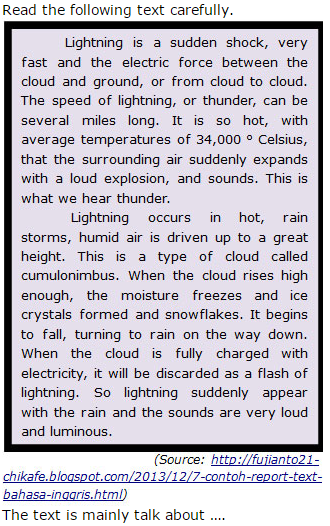 Read the following text carefully.
Lightning is a sudden shock, very
fast and the electric force between the
cloud and ground, or from cloud to cloud.
The speed of lightning, or thunder, can be
several miles long. It is so hot, with
average temperatures of 34,000 ° Celsius,
that the surrounding air suddenly expands
with a loud explosion, and sounds. This is
what we hear thunder.
Lightning occurs in hot, rain
storms, humid air is driven up to a great
height. This is a type of cloud called
cumulonimbus. When the cloud rises high
enough, the moisture freezes and ice
crystals formed and snowflakes. It begins
to fall, turning to rain on the way down.
When the cloud is fully charged with
electricity, it will be discarded as a flash of
lightning. So lightning suddenly appear
with the rain and the sounds are very loud
and luminous.
(Source: http://fujianto21-
chikafe.blogspot.com/2013/12/7-contoh-report-text-
bahasa-inggris.html)
The text is mainly talk about ....